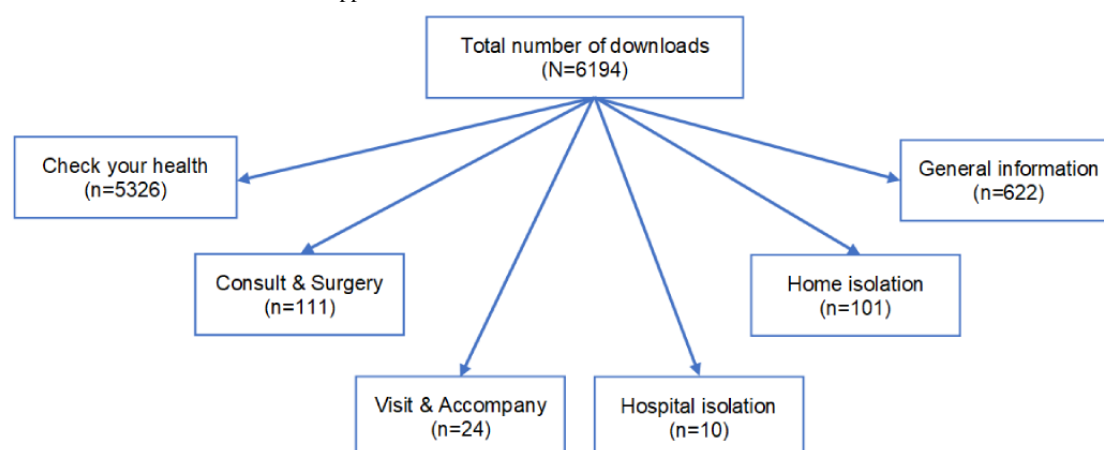 Total number of downloads
(N=6194)
Check your health
(n=5326)
General information
(n=622)
Consult & Surgery
(n=111)
Home isolation
(n=101)
Visit & Accompany
(n=24)
Hospital isolation
(n=10)